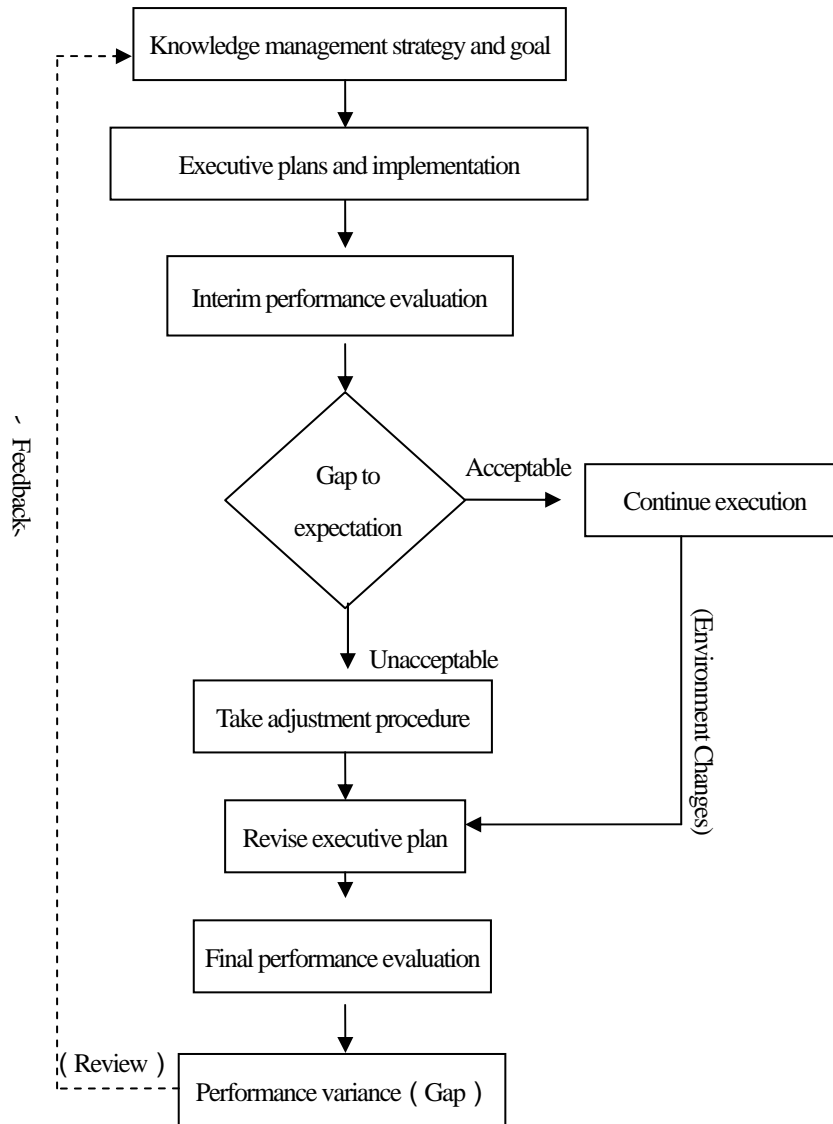 Knowledge management strategy and goal
Executive plans and implementation
Interim performance evaluation
Gap to
expectation
Acceptable
Continue execution
、Feedback、
(Environment Changes)
Unacceptable
Take adjustment procedure
Revise executive plan
Final performance evaluation
( Review )
Performance variance ( Gap )